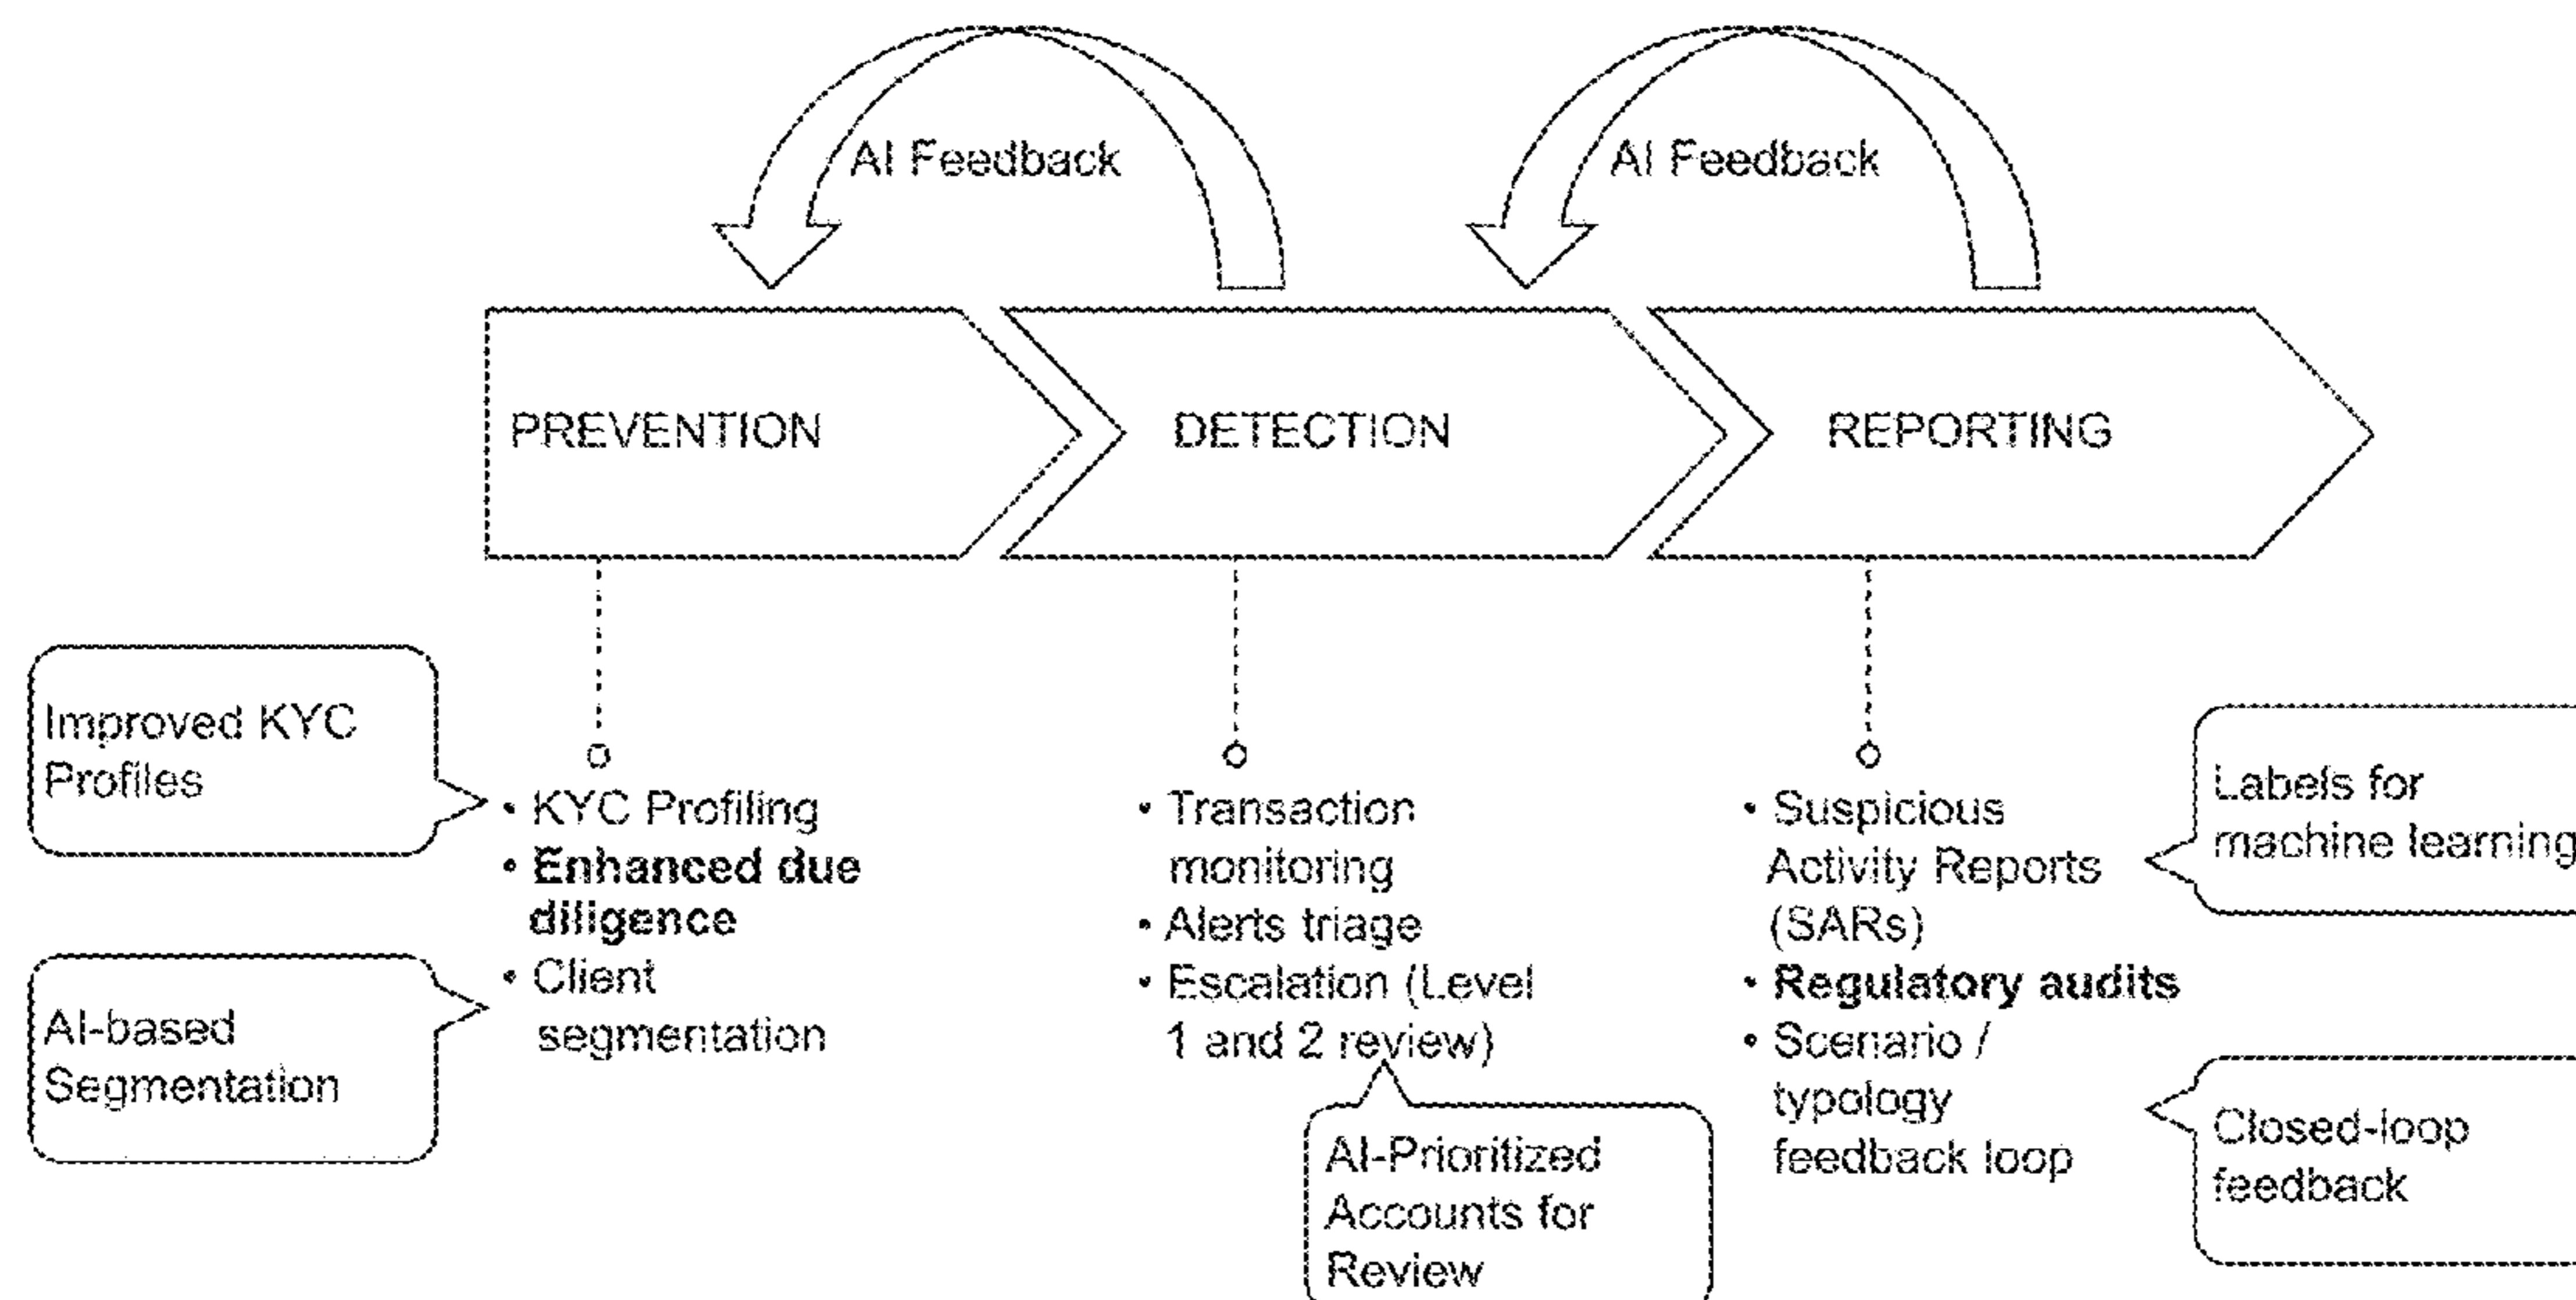 AI Feedback
AI Feedback
PREVENTION
DETECTION
REPORTING
Improved KYC
Profiles
AI-based
Segmentation
• KYC Profiling
• Enhanced due
diligence
• Client
segmentation
• Transaction
monitoring
• Alerts triage
• Escalation (Level
1 and 2 review)
AI-Prioritized
Accounts for
Review
• Suspicious
Activity Reports
(SARs)
• Regulatory audits
• Scenario /
typology
feedback loop
Labels for
machine learning
Closed-loop
feedback